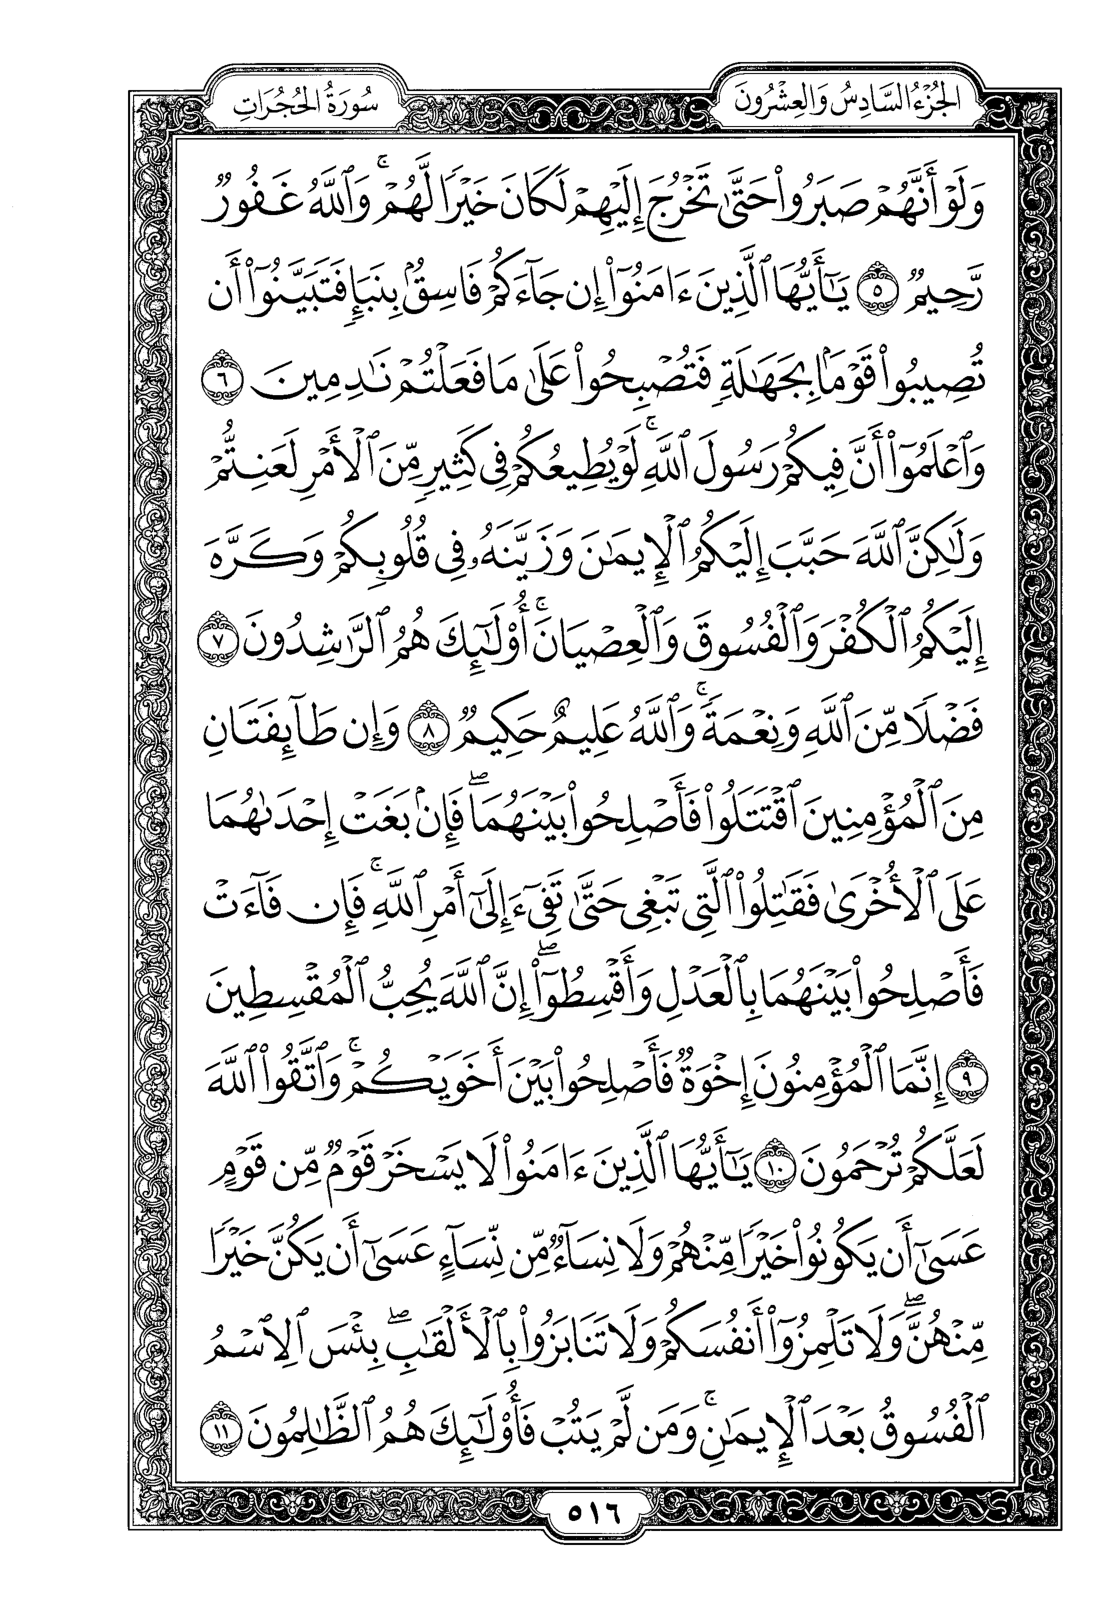 الجُزْءُ السَّادِسُ وَالعِشْرُونَ
سُورَةُ الحُجُرَاتِ
وَلَوْ أَنَّهُمْ صَبَرُوا۟ حَتَّىٰ تَخْرُجَ إِلَيْهِمْ لَكَانَ خَيْرًا لَّهُمْ ۚ وَٱللَّهُ غَفُورٌ
رَّحِيمٌ ٥ يَـٰٓأَيُّهَا ٱلَّذِينَ ءَامَنُوٓا۟ إِن جَآءَكُمْ فَاسِقٌۢ بِنَبَإٍ فَتَبَيَّنُوٓا۟ أَن
تُصِيبُوا۟ قَوْمًۢا بِجَهَـٰلَةٍ فَتُصْبِحُوا۟ عَلَىٰ مَا فَعَلْتُمْ نَـٰدِمِينَ ٦
وَٱعْلَمُوٓا۟ أَنَّ فِيكُمْ رَسُولَ ٱللَّهِ ۚ لَوْ يُطِيعُكُمْ فِى كَثِيرٍ مِّنَ ٱلْأَمْرِ لَعَنِتُّمْ
وَلَـٰكِنَّ ٱللَّهَ حَبَّبَ إِلَيْكُمُ ٱلْإِيمَـٰنَ وَزَيَّنَهُۥ فِى قُلُوبِكُمْ وَكَرَّهَ
إِلَيْكُمُ ٱلْكُفْرَ وَٱلْفُسُوقَ وَٱلْعِصْيَانَ ۚ أُو۟لَـٰٓئِكَ هُمُ ٱلرَّٰشِدُونَ ٧
فَضْلًا مِّنَ ٱللَّهِ وَنِعْمَةً ۚ وَٱللَّهُ عَلِيمٌ حَكِيمٌ ٨ وَإِن طَآئِفَتَانِ
مِنَ ٱلْمُؤْمِنِينَ ٱقْتَتَلُوا۟ فَأَصْلِحُوا۟ بَيْنَهُمَا ۖ فَإِنۢ بَغَتْ إِحْدَىٰهُمَا
عَلَى ٱلْأُخْرَىٰ فَقَـٰتِلُوا۟ ٱلَّتِى تَبْغِى حَتَّىٰ تَفِىٓءَ إِلَىٰٓ أَمْرِ ٱللَّهِ ۚ فَإِن فَآءَتْ
فَأَصْلِحُوا۟ بَيْنَهُمَا بِٱلْعَدْلِ وَأَقْسِطُوٓا۟ ۖ إِنَّ ٱللَّهَ يُحِبُّ ٱلْمُقْسِطِينَ
٩ إِنَّمَا ٱلْمُؤْمِنُونَ إِخْوَةٌ فَأَصْلِحُوا۟ بَيْنَ أَخَوَيْكُمْ ۚ وَٱتَّقُوا۟ ٱللَّهَ
لَعَلَّكُمْ تُرْحَمُونَ ١٠ يَـٰٓأَيُّهَا ٱلَّذِينَ ءَامَنُوا۟ لَا يَسْخَرْ قَوْمٌ مِّن قَوْمٍ
عَسَىٰٓ أَن يَكُونُوا۟ خَيْرًا مِّنْهُمْ وَلَا نِسَآءٌ مِّن نِّسَآءٍ عَسَىٰٓ أَن يَكُنَّ خَيْرًا
مِّنْهُنَّ ۖ وَلَا تَلْمِزُوٓا۟ أَنفُسَكُمْ وَلَا تَنَابَزُوا۟ بِٱلْأَلْقَـٰبِ ۖ بِئْسَ ٱلِٱسْمُ
ٱلْفُسُوقُ بَعْدَ ٱلْإِيمَـٰنِ ۚ وَمَن لَّمْ يَتُبْ فَأُو۟لَـٰٓئِكَ هُمُ ٱلظَّـٰلِمُونَ ١١
٥١٦